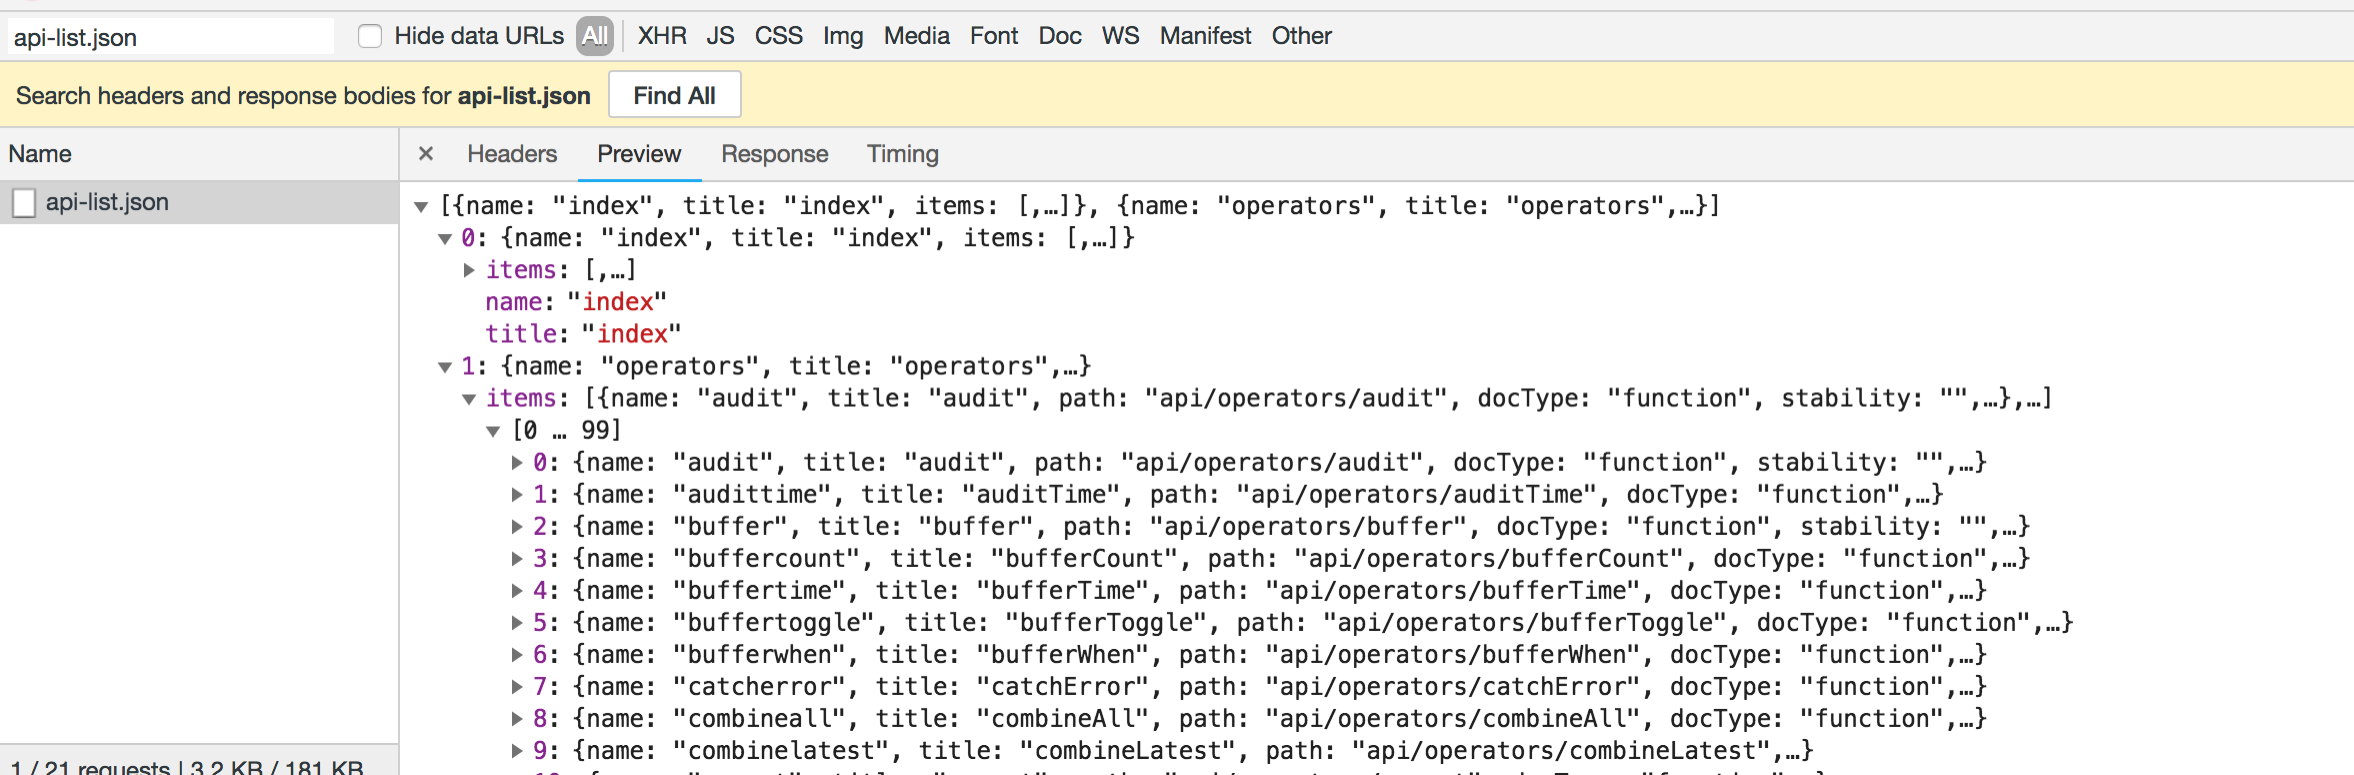 api-list.json Hide data URLs All XHR JS CSS Img Media Font Doc WS Manifest Other
Search headers and response bodies for api-list.json Find All
Name × Headers Preview Response Timing
api-list.json
[{name: "index", title: "index", items: [,…]}, {name: "operators", title: "operators",…}]
0: {name: "index", title: "index", items: [,…]}
items: [,…]
name: "index"
title: "index"
1: {name: "operators", title: "operators",…}
items: [{name: "audit", title: "audit", path: "api/operators/audit", docType: "function", stability: "",…},…]
[0 … 99]
0: {name: "audit", title: "audit", path: "api/operators/audit", docType: "function", stability: "",…}
1: {name: "audittime", title: "auditTime", path: "api/operators/auditTime", docType: "function",…}
2: {name: "buffer", title: "buffer", path: "api/operators/buffer", docType: "function", stability: "",…}
3: {name: "buffercount", title: "bufferCount", path: "api/operators/bufferCount", docType: "function",…}
4: {name: "buffertime", title: "bufferTime", path: "api/operators/bufferTime", docType: "function",…}
5: {name: "buffertoggle", title: "bufferToggle", path: "api/operators/bufferToggle", docType: "function",…}
6: {name: "bufferwhen", title: "bufferWhen", path: "api/operators/bufferWhen", docType: "function",…}
7: {name: "catcherror", title: "catchError", path: "api/operators/catchError", docType: "function",…}
8: {name: "combineall", title: "combineAll", path: "api/operators/combineAll", docType: "function",…}
9: {name: "combinelatest", title: "combineLatest", path: "api/operators/combineLatest",…}
1 / 21 requests | 3.2 KB / 181 KB